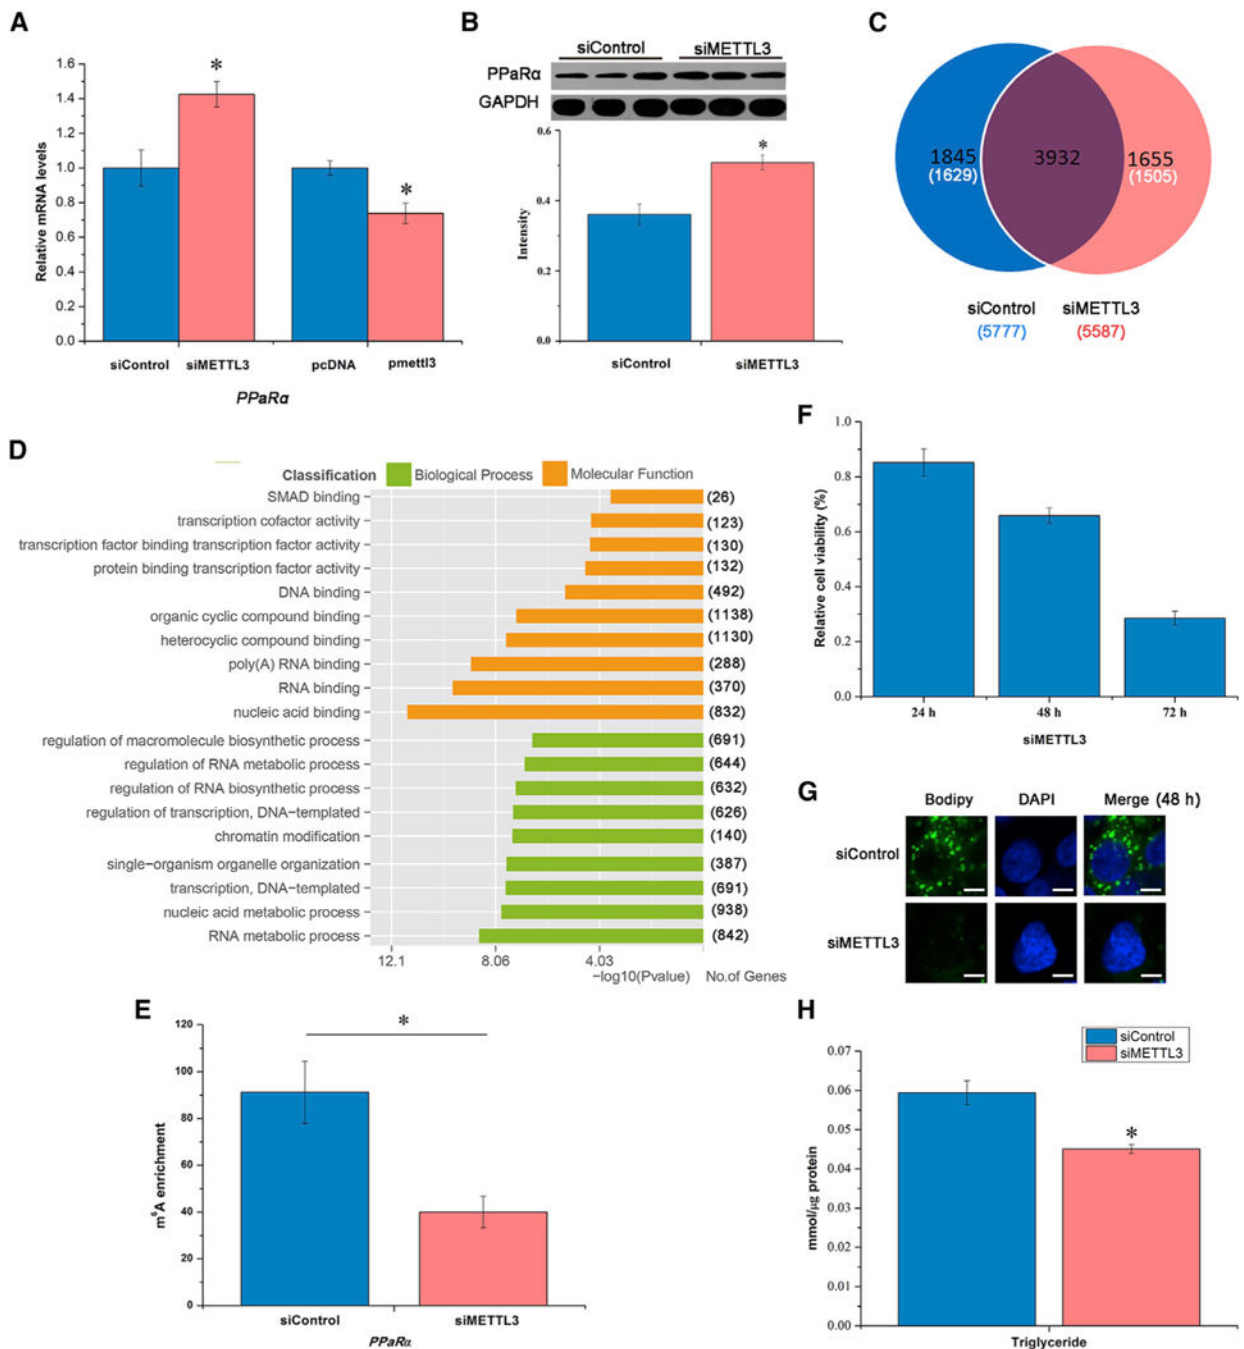 A
1.6
1.4
1.2
1.0
0.8
0.6
0.4
0.2
0.0
Relative mRNA levels
*
*
siControl siMETTL3 pcDNA pmettl3
PPaRα
B
siControl siMETTL3
PPaRα
GAPDH
0.6
0.4
0.2
0.0
Intensity
*
siControl siMETTL3
C
1845 3932 1655
(1629) (1505)
siControl siMETTL3
(5777) (5587)
D
Classification Biological Process Molecular Function
SMAD binding (26)
transcription cofactor activity (123)
transcription factor binding transcription factor activity (130)
protein binding transcription factor activity (132)
DNA binding (492)
organic cyclic compound binding (1138)
heterocyclic compound binding (1130)
poly(A) RNA binding (288)
RNA binding (370)
nucleic acid binding (832)
regulation of macromolecule biosynthetic process (691)
regulation of RNA metabolic process (644)
regulation of RNA biosynthetic process (632)
regulation of transcription, DNA−templated (626)
chromatin modification (140)
single−organism organelle organization (387)
transcription, DNA−templated (691)
nucleic acid metabolic process (938)
RNA metabolic process (842)
12.1 8.06 4.03
−log10(Pvalue) No.of Genes
E
120
100
80
60
40
20
0
m⁶A enrichment
*
siControl siMETTL3
PPaRα
F
1.0
0.8
0.6
0.4
0.2
0.0
Relative cell viability (%)
24 h 48 h 72 h
siMETTL3
G
Bodipy DAPI Merge (48 h)
siControl
siMETTL3
H
siControl
siMETTL3
0.07
0.06
0.05
0.04
0.03
0.02
0.01
0.00
mmol/µg protein
*
Triglyceride